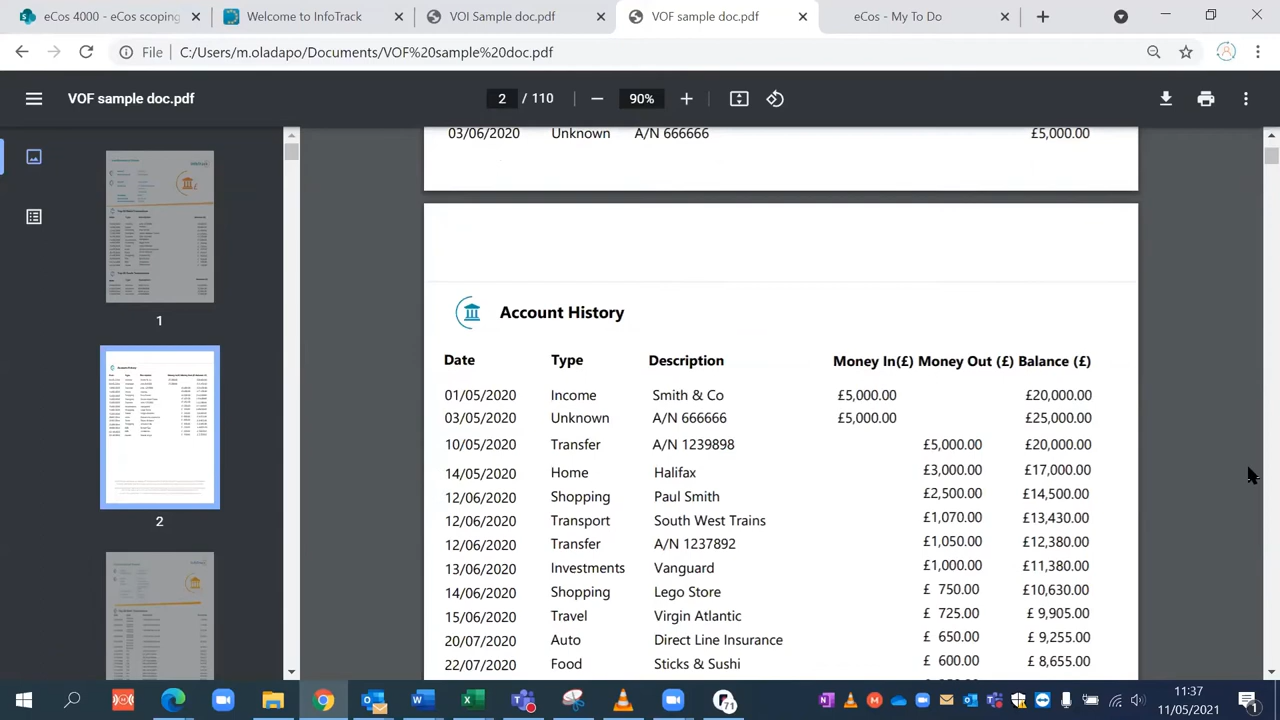 eCos 4000 - eCos scoping
Welcome to InfoTrack
VOI Sample doc.pdf
VOF sample doc.pdf
eCos - My To Do
File C:/Users/m.oladapo/Documents/VOF%20sample%20doc.pdf
VOF sample doc.pdf
2 / 110
90%
03/06/2020 Unknown A/N 666666 £5,000.00
1
2
Account History
Date Type Description Money In(£) Money Out (£) Balance (£)
01/05/2020 Income Smith & Co £5,000.00 £20,000.00
03/05/2020 Unknown A/N 666666 £5,000.00 £25,000.00
10/05/2020 Transfer A/N 1239898 £5,000.00 £20,000.00
14/05/2020 Home Halifax £3,000.00 £17,000.00
12/06/2020 Shopping Paul Smith £2,500.00 £14,500.00
12/06/2020 Transport South West Trains £1,070.00 £13,430.00
12/06/2020 Transfer A/N 1237892 £1,050.00 £12,380.00
13/06/2020 Investments Vanguard £1,000.00 £11,380.00
14/06/2020 Shopping Lego Store £ 750.00 £10,630.00
15/06/2020 Travel Virgin Atlantic £ 725.00 £ 9,905.00
20/07/2020 Auto Direct Line Insurance £ 650.00 £ 9,255.00
22/07/2020 Food Sticks & Sushi £ 600.00 £ 8,655.00
11:37
11/05/2021